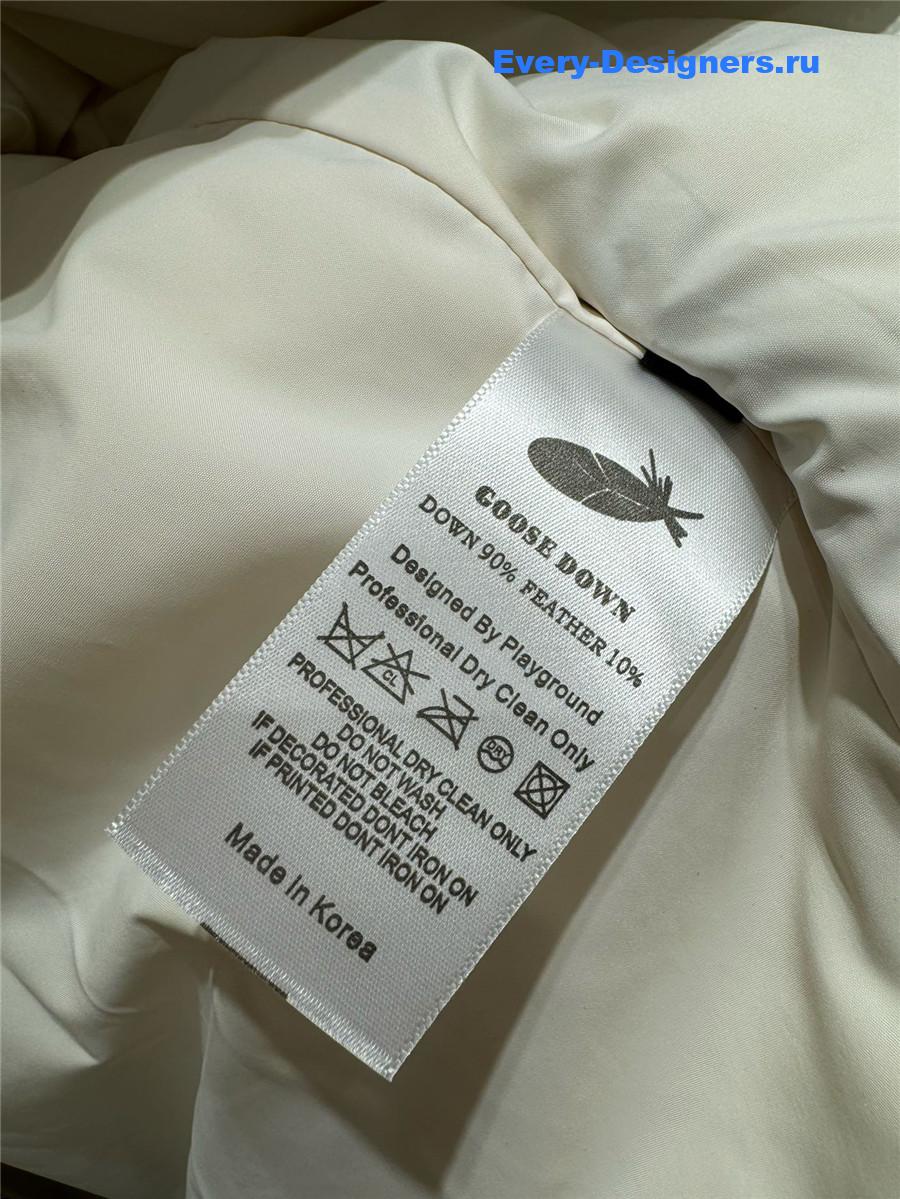 Every-Designers.ru
GOOSE DOWN
DOWN 90% FEATHER 10%
Designed By Playground
Professional Dry Clean Only
CL
DRY
PROFESSIONAL DRY CLEAN ONLY
DO NOT WASH
DO NOT BLEACH
IF DECORATED DONT IRON ON
IF PRINTED DONT IRON ON
Made in Korea